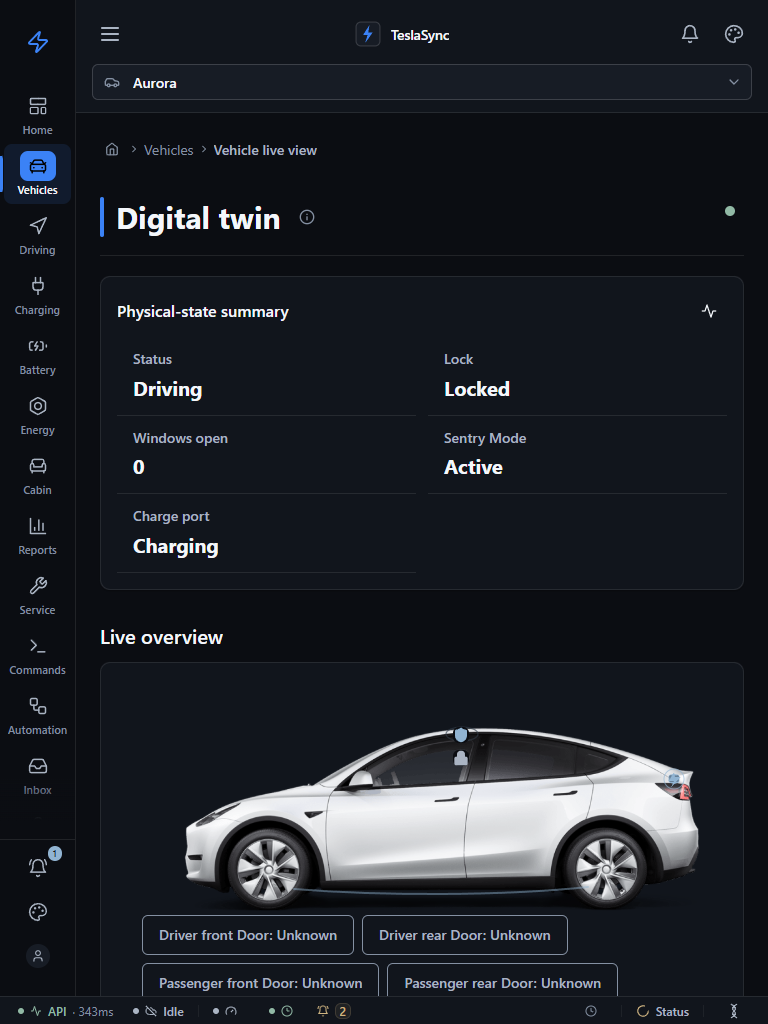 TeslaSync
Aurora
Home
Vehicles
Driving
Charging
Battery
Energy
Cabin
Reports
Service
Commands
Automation
Inbox
1
Vehicles
Vehicle live view
Digital twin
Physical-state summary
Status
Driving
Lock
Locked
Windows open
0
Sentry Mode
Active
Charge port
Charging
Live overview
Driver front Door: Unknown
Driver rear Door: Unknown
Passenger front Door: Unknown
Passenger rear Door: Unknown
API · 343ms
Idle
2
Status